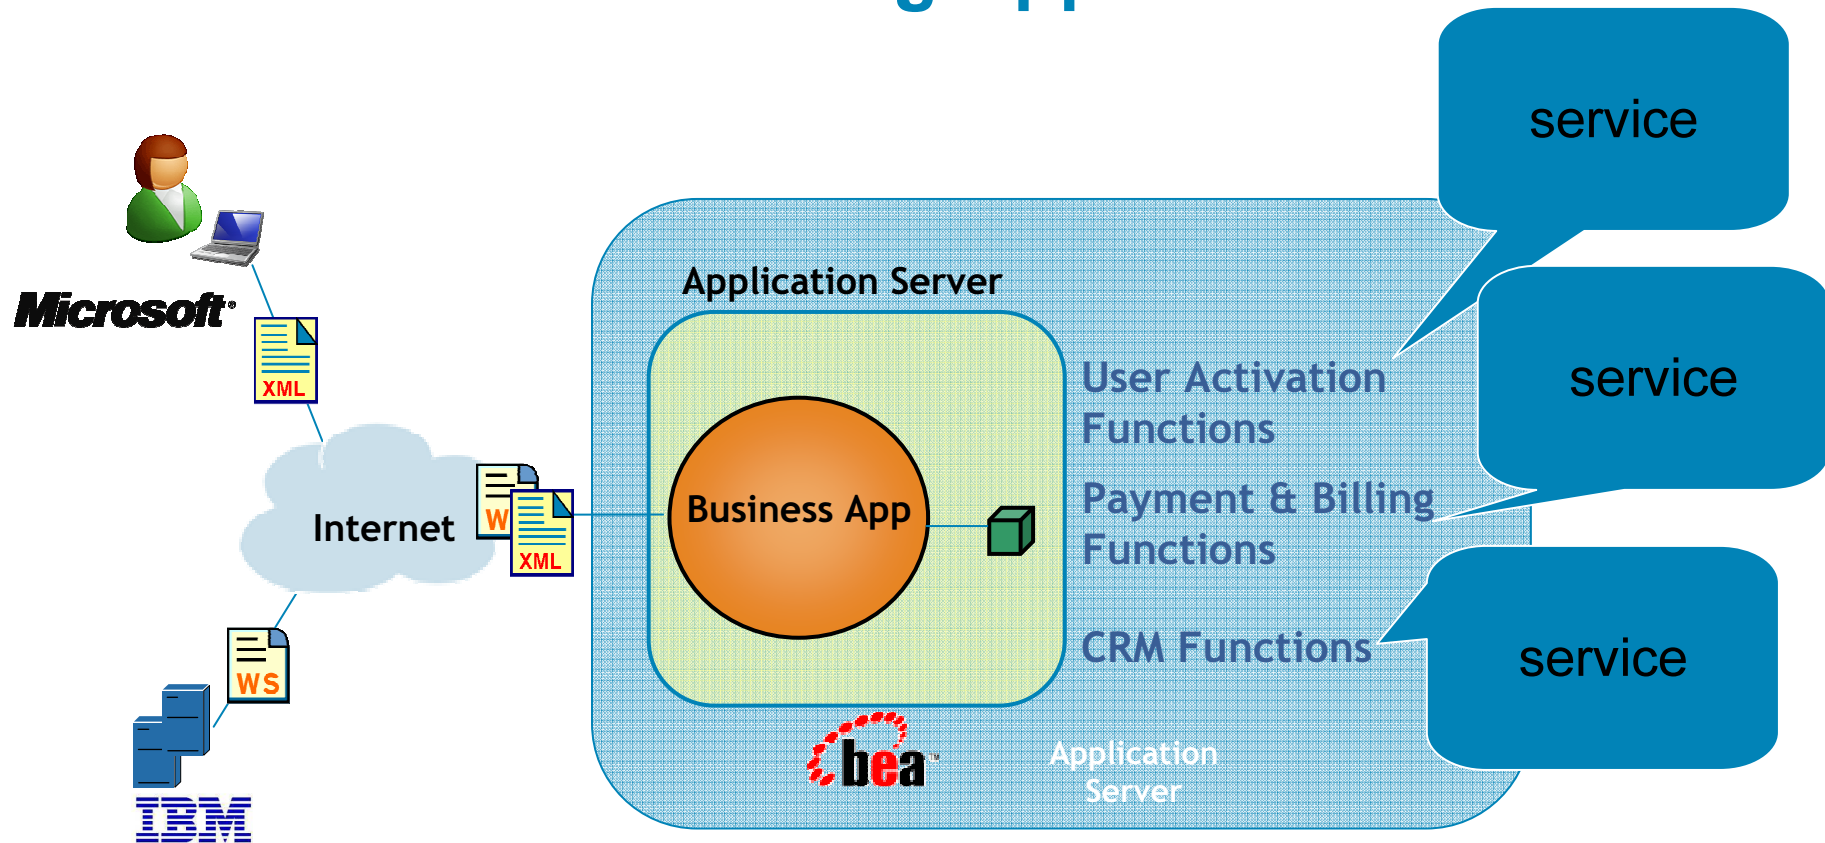 service
Microsoft
Application Server
XML
User Activation
Functions
service
Internet
W
XML
Business App
Payment & Billing
Functions
WS
CRM Functions
service
bea™
Application
Server
IBM